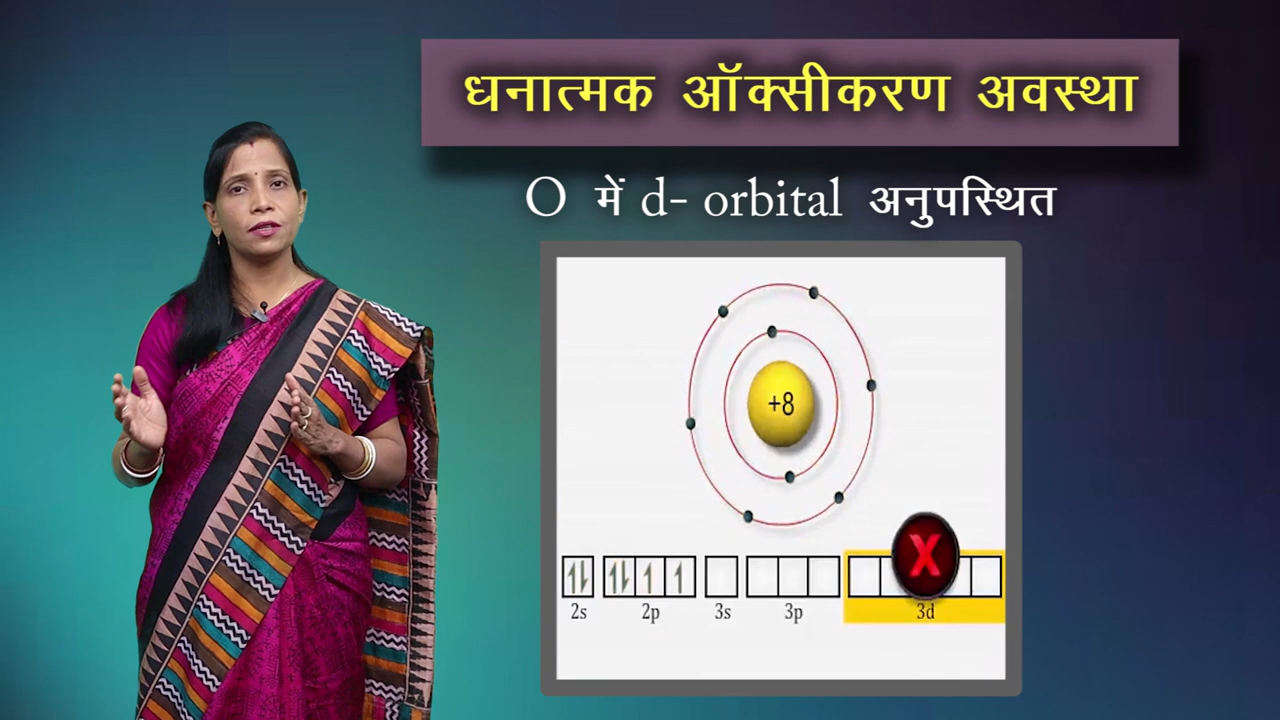 धनात्मक ऑक्सीकरण अवस्था
O में d- orbital अनुपस्थित
+8
X
2s 2p 3s 3p 3d